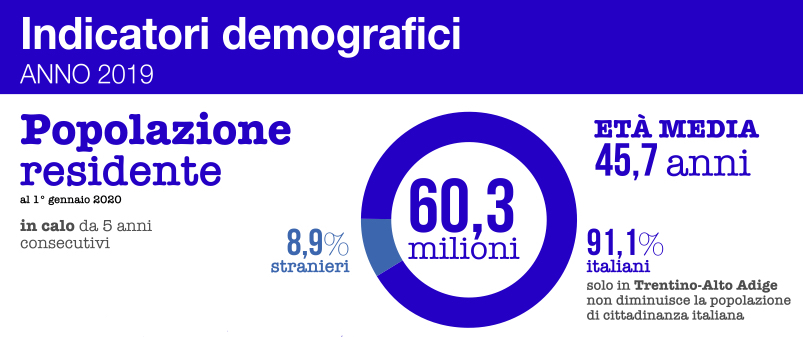 Indicatori demografici
ANNO 2019
Popolazione
residente
al 1° gennaio 2020
in calo da 5 anni
consecutivi
8,9%
stranieri
60,3
milioni
ETÀ MEDIA
45,7 anni
91,1%
italiani
solo in Trentino-Alto Adige
non diminuisce la popolazione
di cittadinanza italiana